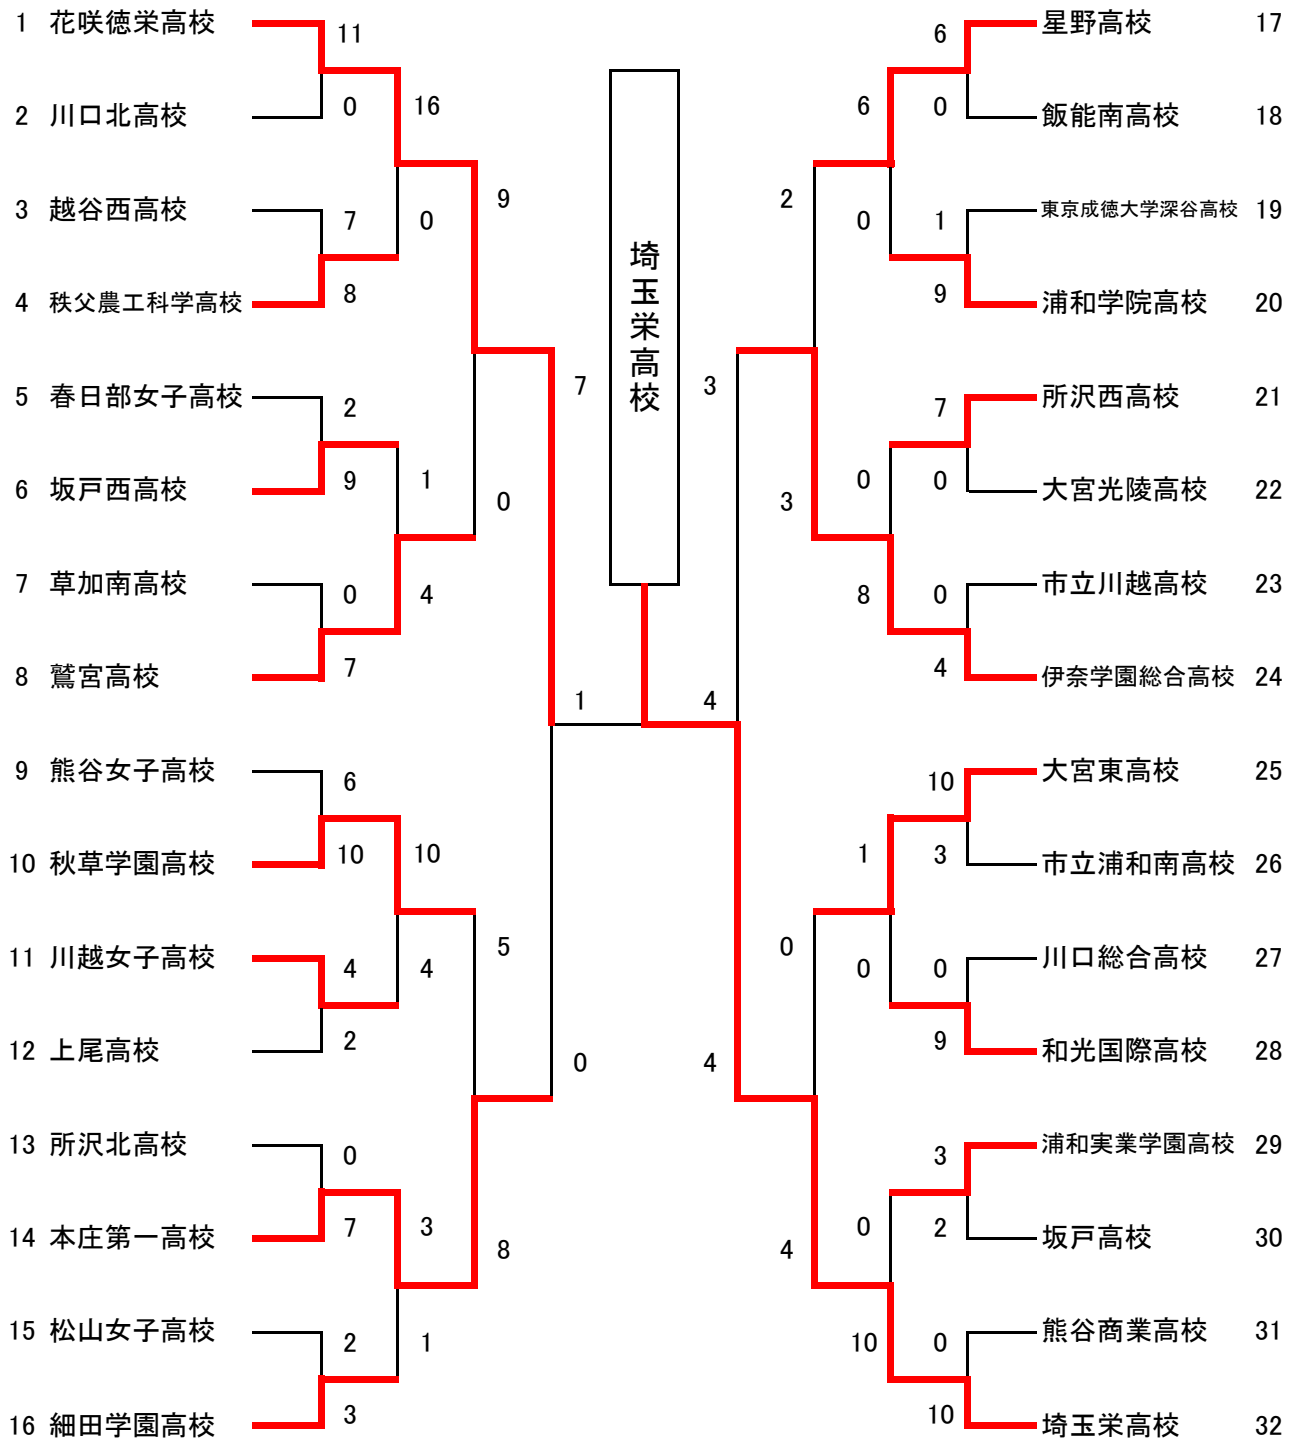 1 花咲徳栄高校
11
0
2 川口北高校
16
3 越谷西高校
7
0
8
4 秩父農工科学高校
9
5 春日部女子高校
2
9
6 坂戸西高校
1
0
7 草加南高校
0
4
7
8 鷲宮高校
7
1
9 熊谷女子高校
6
10
10 秋草学園高校
10
11 川越女子高校
4
4
2
12 上尾高校
5
0
13 所沢北高校
0
7
14 本庄第一高校
3
8
15 松山女子高校
2
1
3
16 細田学園高校
埼玉栄高校
星野高校 17
6
0
飯能南高校 18
6
東京成徳大学深谷高校 19
1
0
9
浦和学院高校 20
2
3
所沢西高校 21
7
0
大宮光陵高校 22
0
3
市立川越高校 23
0
8
4
伊奈学園総合高校 24
4
大宮東高校 25
10
3
市立浦和南高校 26
1
川口総合高校 27
0
0
9
和光国際高校 28
0
4
浦和実業学園高校 29
3
2
坂戸高校 30
0
4
熊谷商業高校 31
0
10
10
埼玉栄高校 32